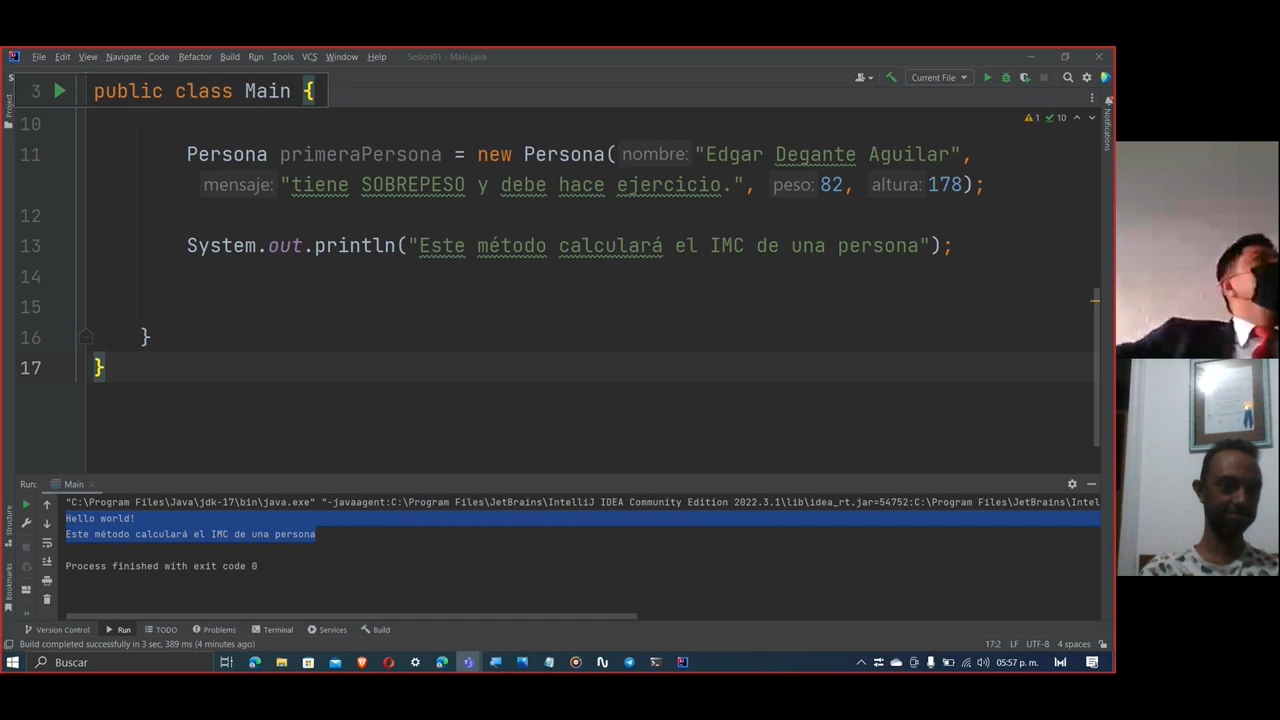 File Edit View Navigate Code Refactor Build Run Tools VCS Window Help Sesion01 - Main.java
Current File
Project
Notifications
3 public class Main {
1 10
10
11 Persona primeraPersona = new Persona( nombre: "Edgar Degante Aguilar",
mensaje: "tiene SOBREPESO y debe hace ejercicio.", peso: 82, altura: 178);
12
13 System.out.println("Este método calculará el IMC de una persona");
14
15
16 }
17 }
Run: Main
"C:\Program Files\Java\jdk-17\bin\java.exe" "-javaagent:C:\Program Files\JetBrains\IntelliJ IDEA Community Edition 2022.3.1\lib\idea_rt.jar=54752:C:\Program Files\JetBrains\Intel
Hello world!
Este método calculará el IMC de una persona
Process finished with exit code 0
Structure
Bookmarks
Version Control Run TODO Problems Terminal Services Build
Build completed successfully in 3 sec, 389 ms (4 minutes ago) 17:2 LF UTF-8 4 spaces
Buscar 05:57 p. m.